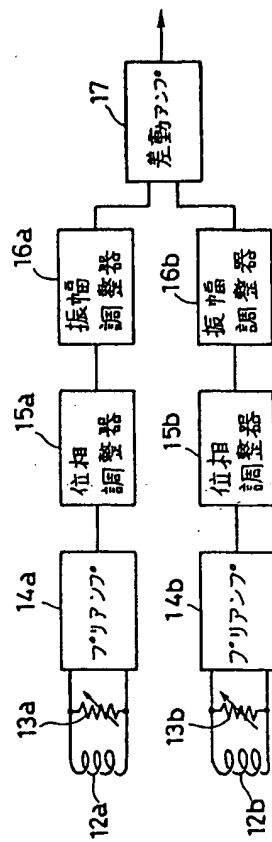 12a
13a
14a
プリアンプ
15a
位相
調整器
16a
振幅
調整器
17
差動アンプ
12b
13b
14b
プリアンプ
15b
位相
調整器
16b
振幅
調整器